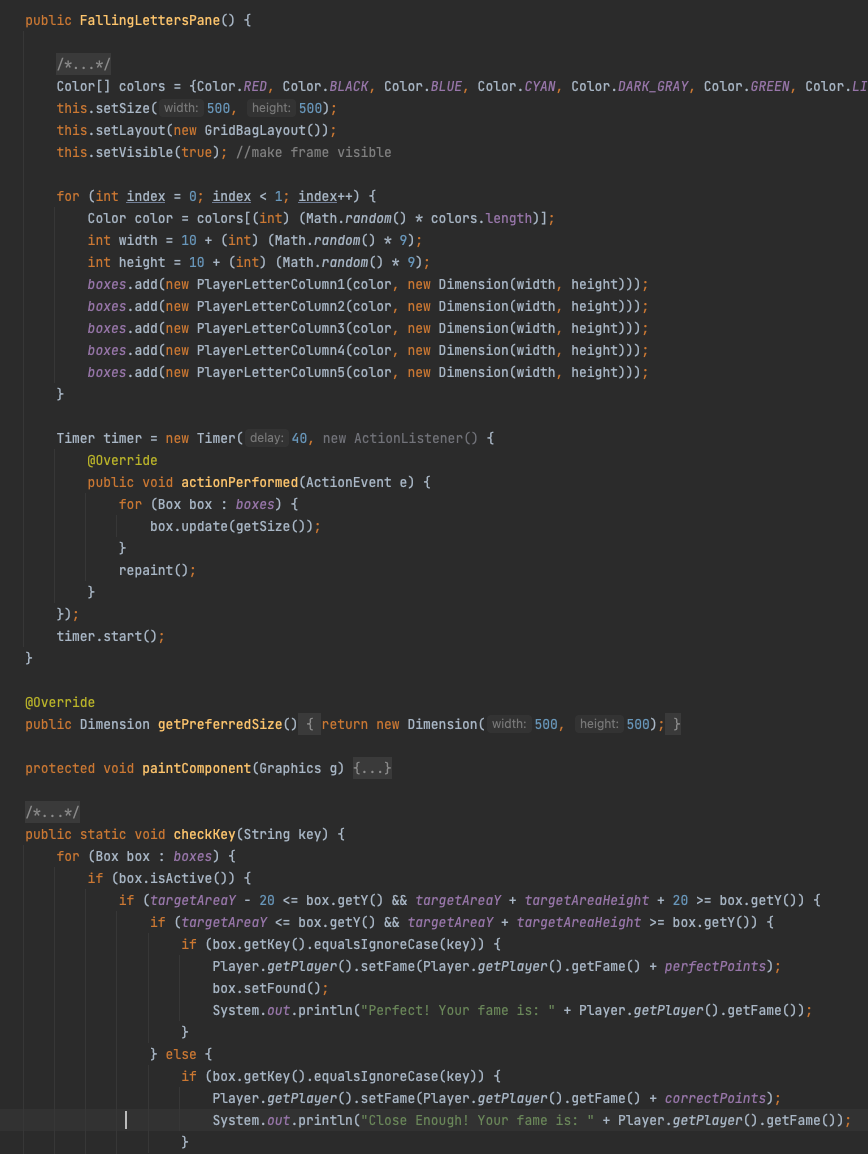 public FallingLettersPane() {
/*...*/
Color[] colors = {Color.RED, Color.BLACK, Color.BLUE, Color.CYAN, Color.DARK_GRAY, Color.GREEN, Color.LI
this.setSize( width: 500, height: 500);
this.setLayout(new GridBagLayout());
this.setVisible(true); //make frame visible
for (int index = 0; index < 1; index++) {
Color color = colors[(int) (Math.random() * colors.length)];
int width = 10 + (int) (Math.random() * 9);
int height = 10 + (int) (Math.random() * 9);
boxes.add(new PlayerLetterColumn1(color, new Dimension(width, height)));
boxes.add(new PlayerLetterColumn2(color, new Dimension(width, height)));
boxes.add(new PlayerLetterColumn3(color, new Dimension(width, height)));
boxes.add(new PlayerLetterColumn4(color, new Dimension(width, height)));
boxes.add(new PlayerLetterColumn5(color, new Dimension(width, height)));
}
Timer timer = new Timer( delay: 40, new ActionListener() {
@Override
public void actionPerformed(ActionEvent e) {
for (Box box : boxes) {
box.update(getSize());
}
repaint();
}
});
timer.start();
}
@Override
public Dimension getPreferredSize() { return new Dimension( width: 500, height: 500); }
protected void paintComponent(Graphics g) {...}
/*...*/
public static void checkKey(String key) {
for (Box box : boxes) {
if (box.isActive()) {
if (targetAreaY - 20 <= box.getY() && targetAreaY + targetAreaHeight + 20 >= box.getY()) {
if (targetAreaY <= box.getY() && targetAreaY + targetAreaHeight >= box.getY()) {
if (box.getKey().equalsIgnoreCase(key)) {
Player.getPlayer().setFame(Player.getPlayer().getFame() + perfectPoints);
box.setFound();
System.out.println("Perfect! Your fame is: " + Player.getPlayer().getFame());
}
} else {
if (box.getKey().equalsIgnoreCase(key)) {
Player.getPlayer().setFame(Player.getPlayer().getFame() + correctPoints);
System.out.println("Close Enough! Your fame is: " + Player.getPlayer().getFame());
}